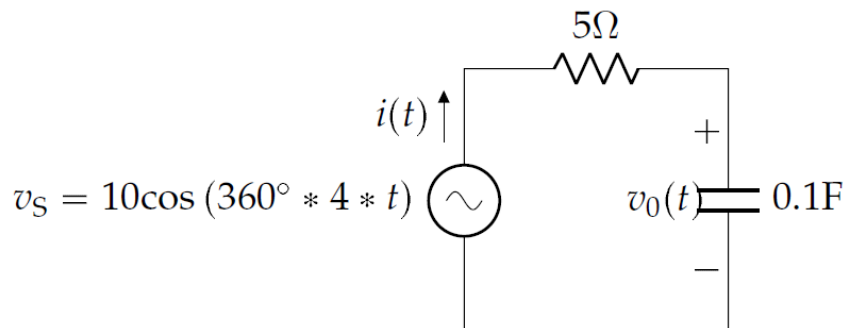 5Ω
i(t)
+
v_S = 10cos (360° * 4 * t)
v_0(t)
0.1F
−